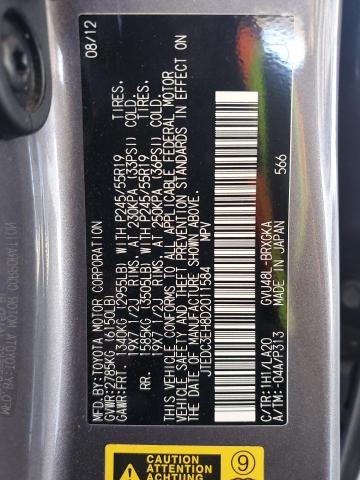 MFD.BY:TOYOTA MOTOR CORPORATION 08/12
GVWR:2785KG(6150LB)
GAWR:FRT. 1340KG(2955LB) WITH P245/55R19 TIRES,
19X7 1/2J RIMS, AT 230KPA (33PSI) COLD.
RR. 1585KG(3505LB) WITH P245/55R19 TIRES,
19X7 1/2J RIMS, AT 250KPA (36PSI) COLD.
THIS VEHICLE CONFORMS TO ALL APPLICABLE FEDERAL MOTOR
VEHICLE SAFETY AND THEFT PREVENTION STANDARDS IN EFFECT ON
THE DATE OF MANUFACTURE SHOWN ABOVE.
MPV
C/TR:1H1/LA20 GVU48L-BRXGKA
A/TM:-04A/P313 MADE IN JAPAN 566
CAUTION
ATTENTION
ACHTUNG
9